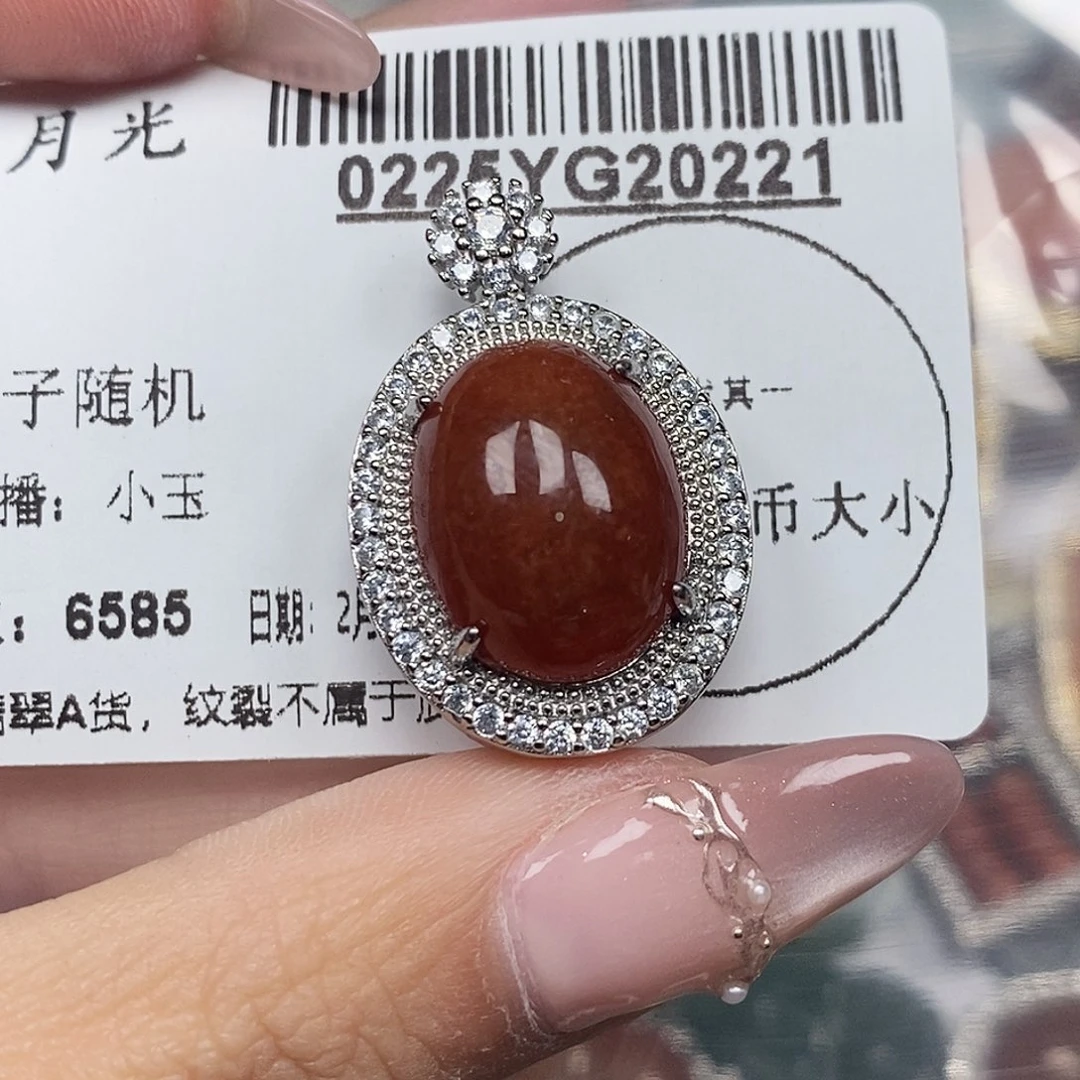 月光
0225YG20221
子随机
其一
播：小玉
币大小
：6585 日期：2月
翠A货，纹裂不属于